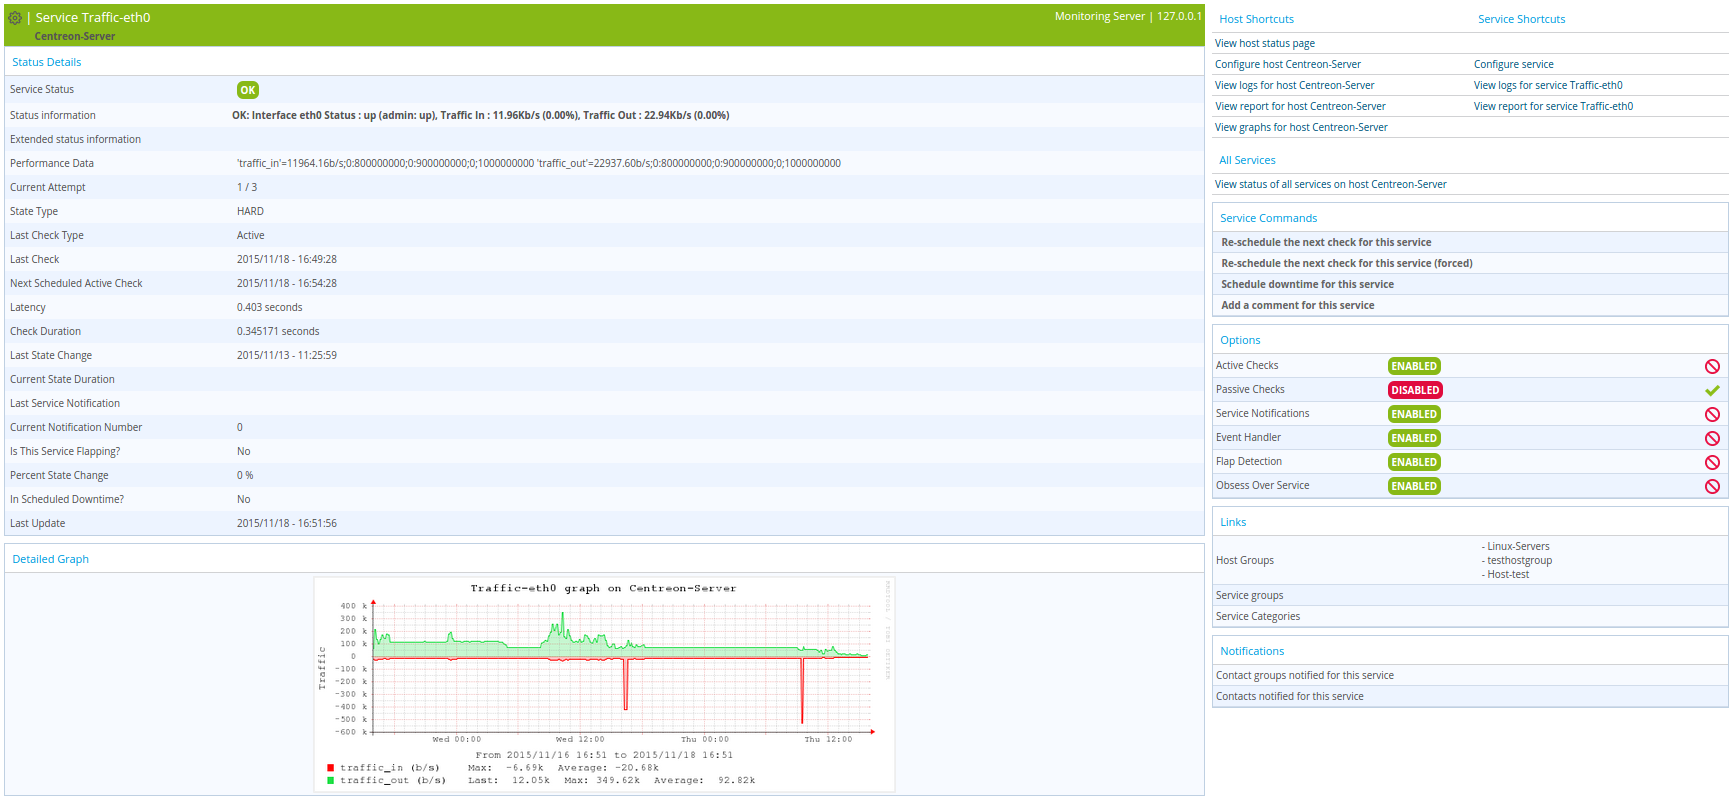 | Service Traffic-eth0
Monitoring Server | 127.0.0.1
Centreon-Server
Status Details
Service Status OK
Status information OK: Interface eth0 Status : up (admin: up), Traffic In : 11.96Kb/s (0.00%), Traffic Out : 22.94Kb/s (0.00%)
Extended status information
Performance Data 'traffic_in'=11964.16b/s;0:800000000;0:900000000;0;1000000000 'traffic_out'=22937.60b/s;0:800000000;0:900000000;0;1000000000
Current Attempt 1 / 3
State Type HARD
Last Check Type Active
Last Check 2015/11/18 - 16:49:28
Next Scheduled Active Check 2015/11/18 - 16:54:28
Latency 0.403 seconds
Check Duration 0.345171 seconds
Last State Change 2015/11/13 - 11:25:59
Current State Duration
Last Service Notification
Current Notification Number 0
Is This Service Flapping? No
Percent State Change 0 %
In Scheduled Downtime? No
Last Update 2015/11/18 - 16:51:56
Detailed Graph
Traffic-eth0 graph on Centreon-Server
400 k
300 k
200 k
100 k
0
-100 k
-200 k
-300 k
-400 k
-500 k
-600 k
Traffic
Wed 00:00 Wed 12:00 Thu 00:00 Thu 12:00
From 2015/11/16 16:51 to 2015/11/18 16:51
traffic_in (b/s) Max: -6.69k Average: -20.68k
traffic_out (b/s) Last: 12.05k Max: 349.62k Average: 92.82k
Host Shortcuts Service Shortcuts
View host status page
Configure host Centreon-Server Configure service
View logs for host Centreon-Server View logs for service Traffic-eth0
View report for host Centreon-Server View report for service Traffic-eth0
View graphs for host Centreon-Server
All Services
View status of all services on host Centreon-Server
Service Commands
Re-schedule the next check for this service
Re-schedule the next check for this service (forced)
Schedule downtime for this service
Add a comment for this service
Options
Active Checks ENABLED
Passive Checks DISABLED
Service Notifications ENABLED
Event Handler ENABLED
Flap Detection ENABLED
Obsess Over Service ENABLED
Links
Host Groups
- Linux-Servers
- testhostgroup
- Host-test
Service groups
Service Categories
Notifications
Contact groups notified for this service
Contacts notified for this service